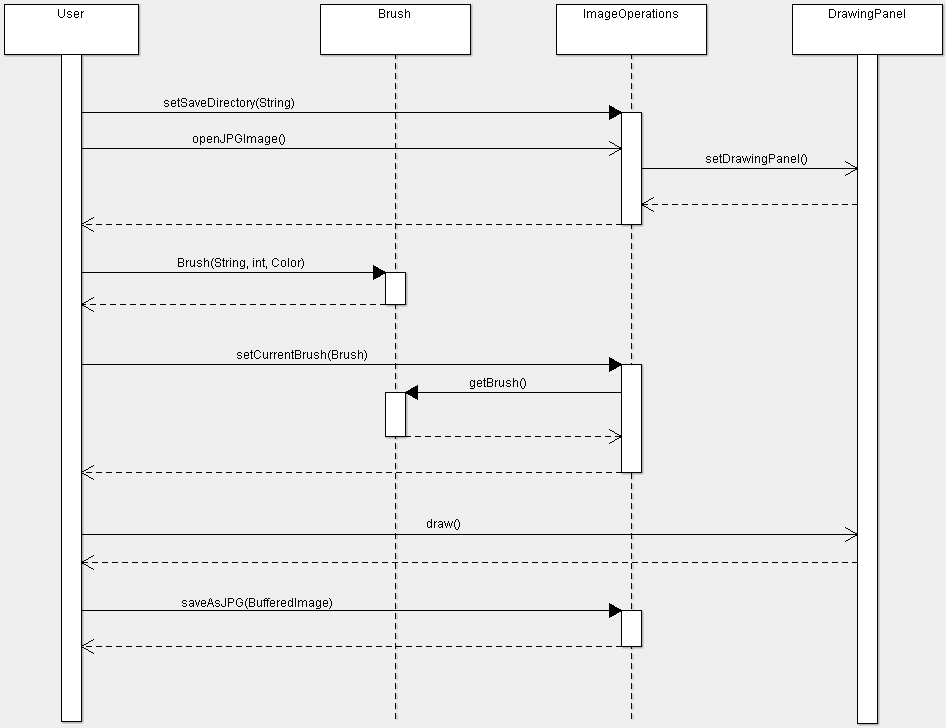 User
Brush
ImageOperations
DrawingPanel
setSaveDirectory(String)
openJPGImage()
setDrawingPanel()
Brush(String, int, Color)
setCurrentBrush(Brush)
getBrush()
draw()
saveAsJPG(BufferedImage)